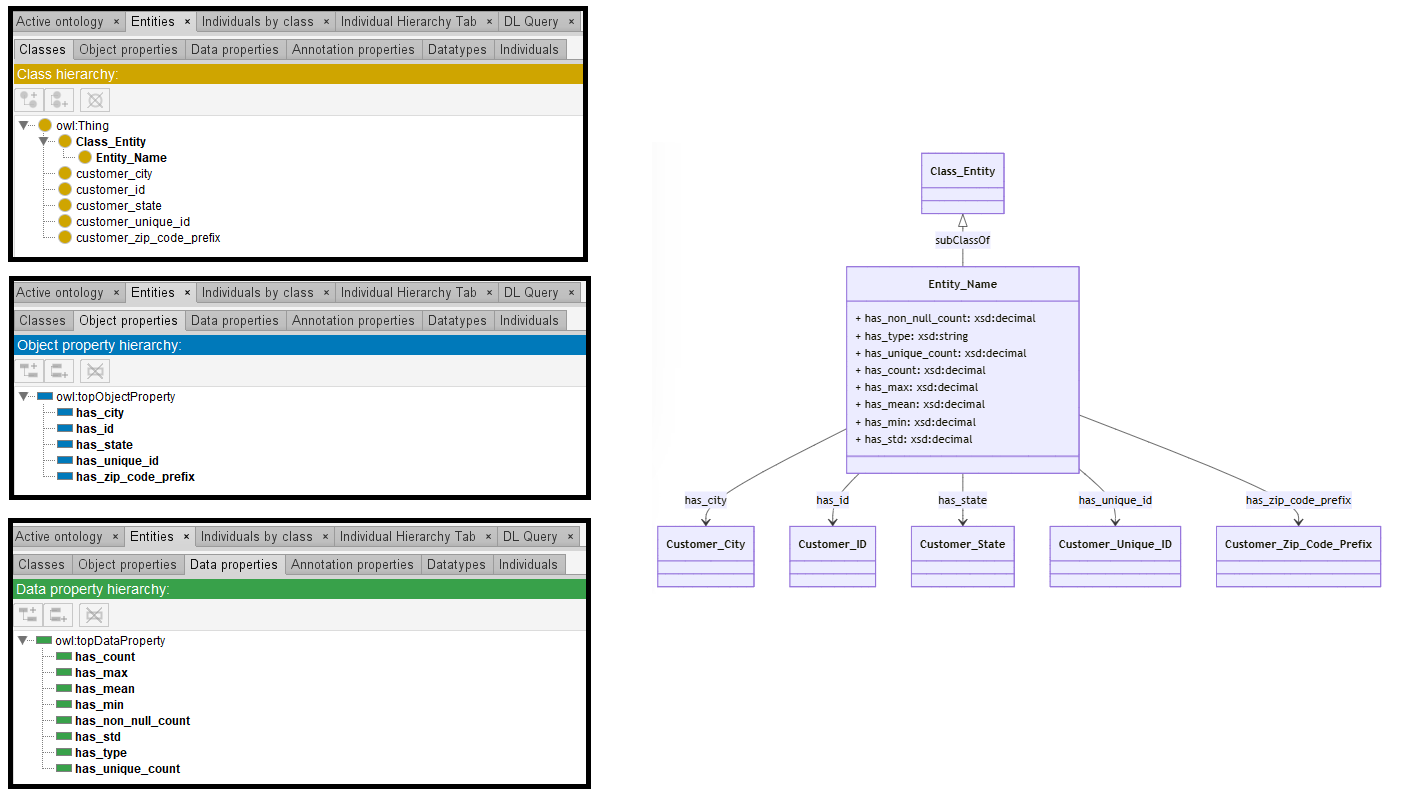 Active ontology × Entities × Individuals by class × Individual Hierarchy Tab × DL Query ×
Classes Object properties Data properties Annotation properties Datatypes Individuals
Class hierarchy:
owl:Thing
Class_Entity
Entity_Name
customer_city
customer_id
customer_state
customer_unique_id
customer_zip_code_prefix
Active ontology × Entities × Individuals by class × Individual Hierarchy Tab × DL Query ×
Classes Object properties Data properties Annotation properties Datatypes Individuals
Object property hierarchy:
owl:topObjectProperty
has_city
has_id
has_state
has_unique_id
has_zip_code_prefix
Active ontology × Entities × Individuals by class × Individual Hierarchy Tab × DL Query ×
Classes Object properties Data properties Annotation properties Datatypes Individuals
Data property hierarchy:
owl:topDataProperty
has_count
has_max
has_mean
has_min
has_non_null_count
has_std
has_type
has_unique_count
Class_Entity
subClassOf
Entity_Name
+ has_non_null_count: xsd:decimal
+ has_type: xsd:string
+ has_unique_count: xsd:decimal
+ has_count: xsd:decimal
+ has_max: xsd:decimal
+ has_mean: xsd:decimal
+ has_min: xsd:decimal
+ has_std: xsd:decimal
has_city has_id has_state has_unique_id has_zip_code_prefix
Customer_City Customer_ID Customer_State Customer_Unique_ID Customer_Zip_Code_Prefix